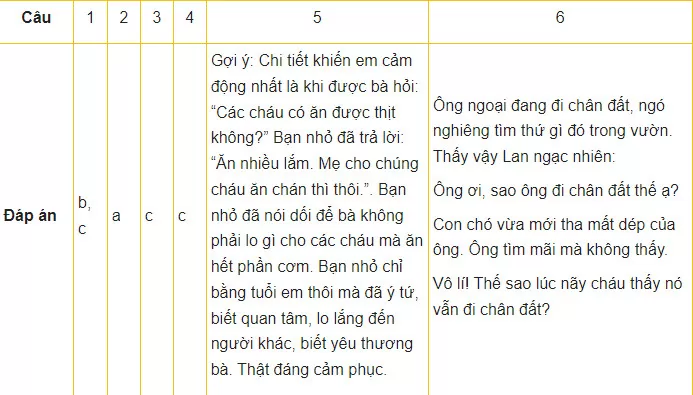 Câu 1 2 3 4 5 6
Đáp án
b,
c
a
c
c
Gợi ý: Chi tiết khiến em cảm
động nhất là khi được bà hỏi:
“Các cháu có ăn được thịt
không?” Bạn nhỏ đã trả lời:
“Ăn nhiều lắm. Mẹ cho chúng
cháu ăn chán thì thôi.”. Bạn
nhỏ đã nói dối để bà không
phải lo gì cho các cháu mà ăn
hết phần cơm. Bạn nhỏ chỉ
bằng tuổi em thôi mà đã ý tứ,
biết quan tâm, lo lắng đến
người khác, biết yêu thương
bà. Thật đáng cảm phục.
Ông ngoại đang đi chân đất, ngó
nghiêng tìm thứ gì đó trong vườn.
Thấy vậy Lan ngạc nhiên:
Ông ơi, sao ông đi chân đất thế ạ?
Con chó vừa mới tha mất dép của
ông. Ông tìm mãi mà không thấy.
Vô lí! Thế sao lúc nãy cháu thấy nó
vẫn đi chân đất?